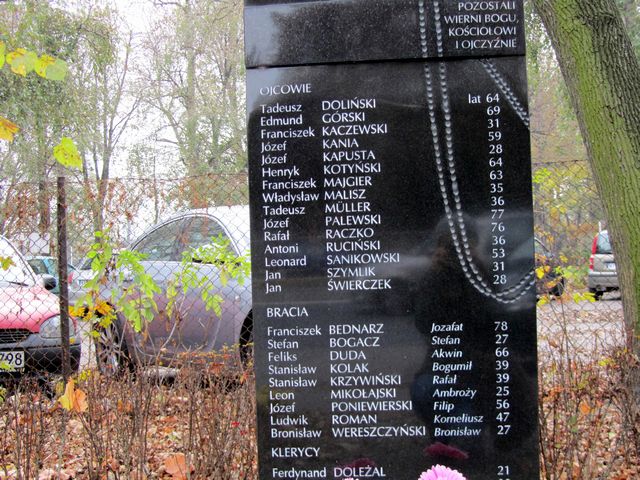 POZOSTALI
WIERNI BOGU,
KOŚCIOŁOWI
I OJCZYŹNIE
OJCOWIE
Tadeusz DOLIŃSKI lat 64
Edmund GÓRSKI 69
Franciszek KACZEWSKI 31
Józef KANIA 59
Józef KAPUSTA 28
Henryk KOTYŃSKI 64
Franciszek MAJGIER 63
Władysław MALISZ 35
Tadeusz MÜLLER 36
Józef PALEWSKI 77
Rafał RACZKO 76
Antoni RUCIŃSKI 36
Leonard SANIKOWSKI 53
Jan SZYMLIK 31
Jan ŚWIERCZEK 28
BRACIA
Franciszek BEDNARZ Jozafat 78
Stefan BOGACZ Stefan 27
Feliks DUDA Akwin 66
Stanisław KOLAK Bogumił 39
Stanisław KRZYWIŃSKI Rafał 39
Leon MIKOŁAJSKI Ambroży 25
Józef PONIEWIERSKI Filip 56
Ludwik ROMAN Korneliusz 47
Bronisław WERESZCZYŃSKI Bronisław 27
KLERYCY
Ferdynand DOLEŻAL 21
798